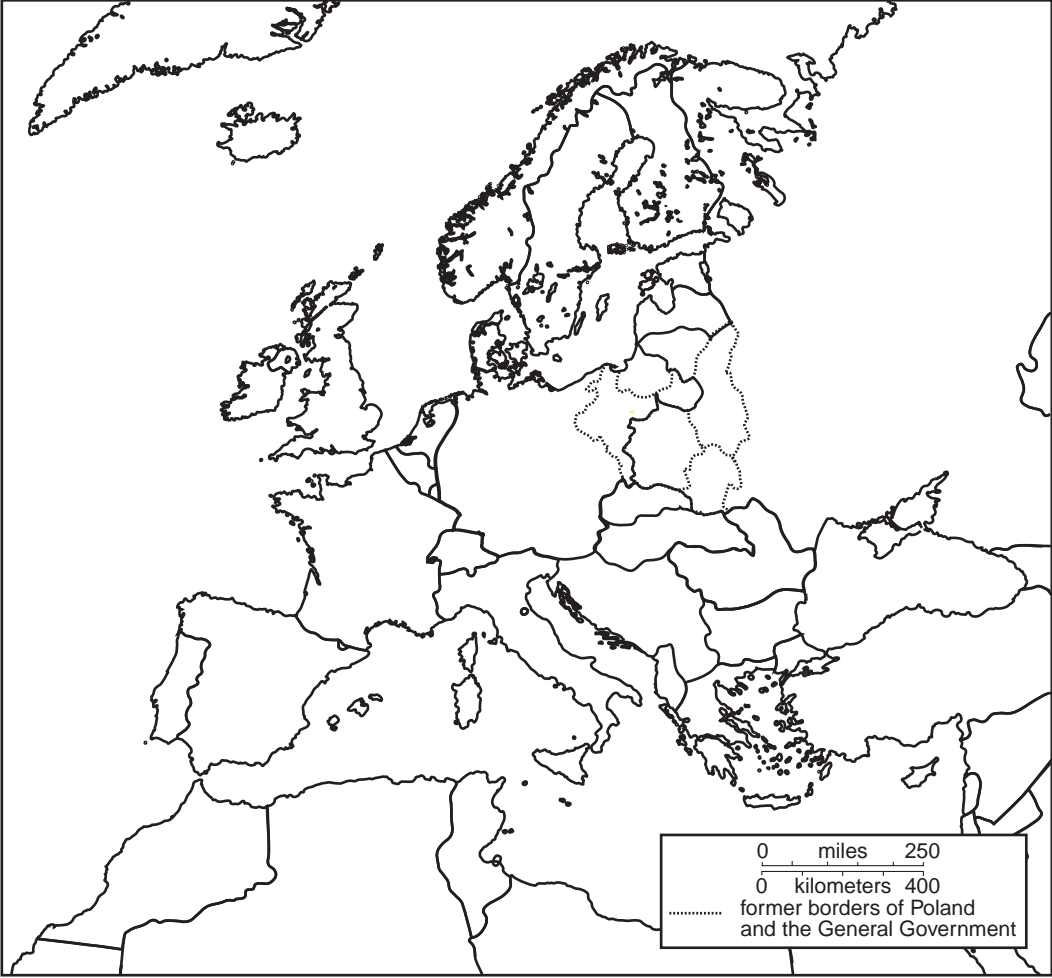 0 miles 250
0 kilometers 400
former borders of Poland
and the General Government